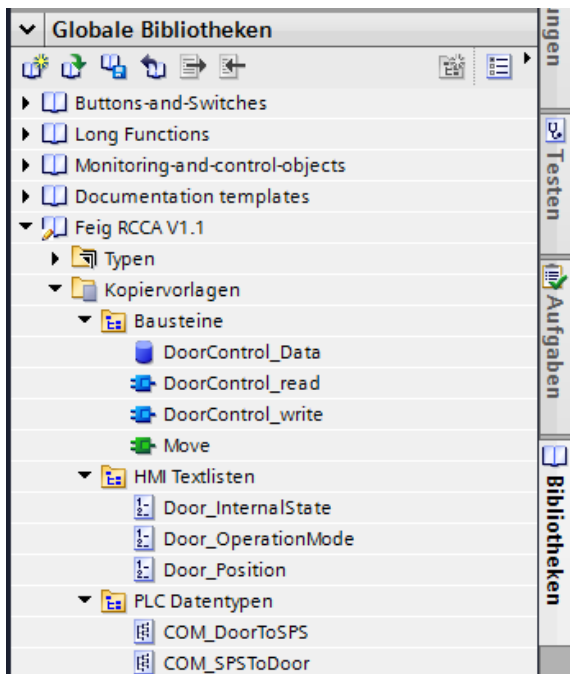 Globale Bibliotheken
Buttons-and-Switches
Long Functions
Monitoring-and-control-objects
Documentation templates
Feig RCCA V1.1
Typen
Kopiervorlagen
Bausteine
DoorControl_Data
DoorControl_read
DoorControl_write
Move
HMI Textlisten
Door_InternalState
Door_OperationMode
Door_Position
PLC Datentypen
COM_DoorToSPS
COM_SPSToDoor
ungen
Testen
Aufgaben
Bibliotheken